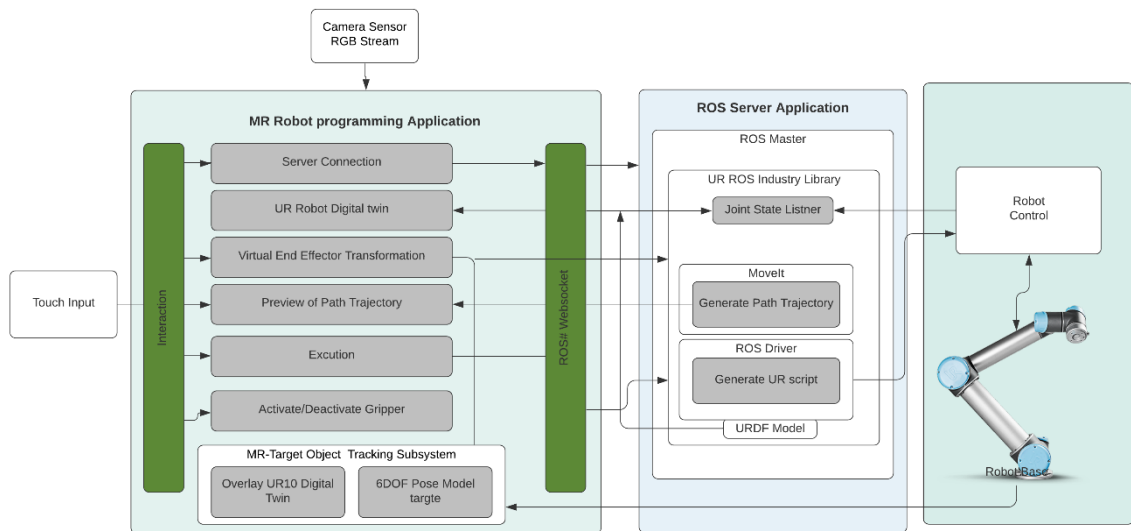 Camera Sensor
RGB Stream
MR Robot programming Application
Server Connection
UR Robot Digital twin
Virtual End Effector Transformation
Preview of Path Trajectory
Excution
Activate/Deactivate Gripper
MR-Target Object Tracking Subsystem
Overlay UR10 Digital
Twin
6DOF Pose Model
targte
Touch Input
Interaction
ROS# Websocket
ROS Server Application
ROS Master
UR ROS Industry Library
Joint State Listner
MoveIt
Generate Path Trajectory
ROS Driver
Generate UR script
URDF Model
Robot
Control
Robot Base